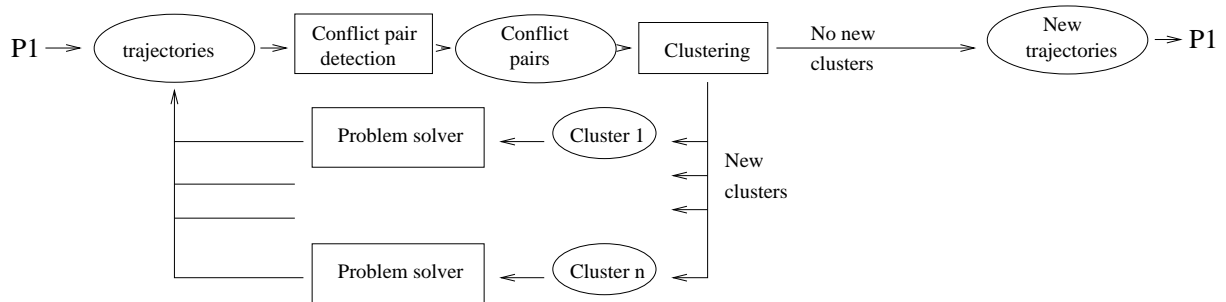 P1
trajectories
Conflict pair
detection
Conflict
pairs
Clustering
No new
clusters
New
trajectories
P1
Problem solver
Cluster 1
New
clusters
Problem solver
Cluster n